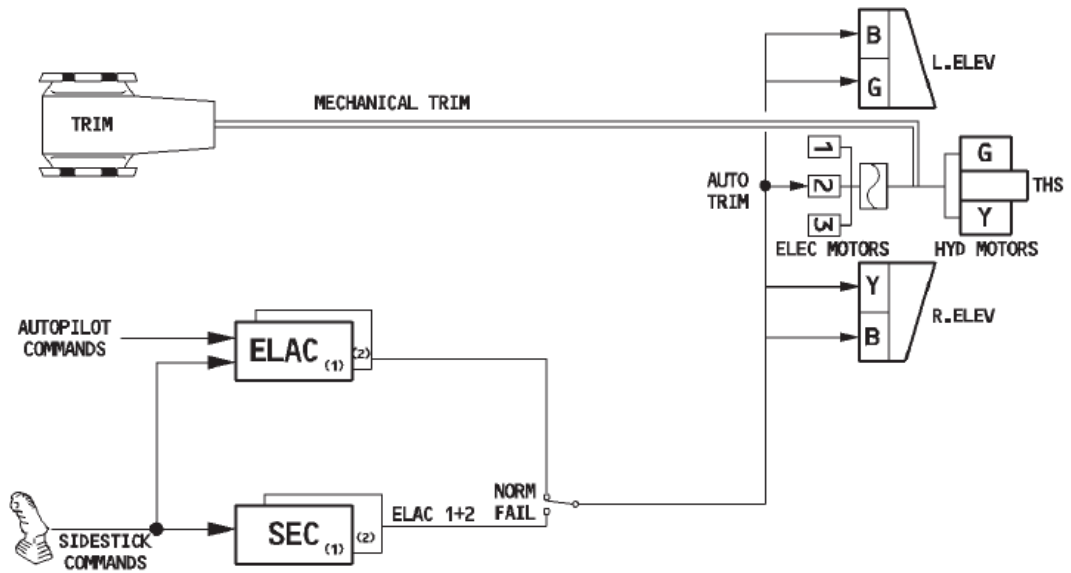 B
L.ELEV
G
MECHANICAL TRIM
TRIM
1
G
AUTO
TRIM
2
THS
3
Y
ELEC MOTORS
HYD MOTORS
Y
R.ELEV
B
AUTOPILOT
COMMANDS
ELAC (1) (2)
NORM
FAIL
ELAC 1+2
SEC (1) (2)
SIDESTICK
COMMANDS